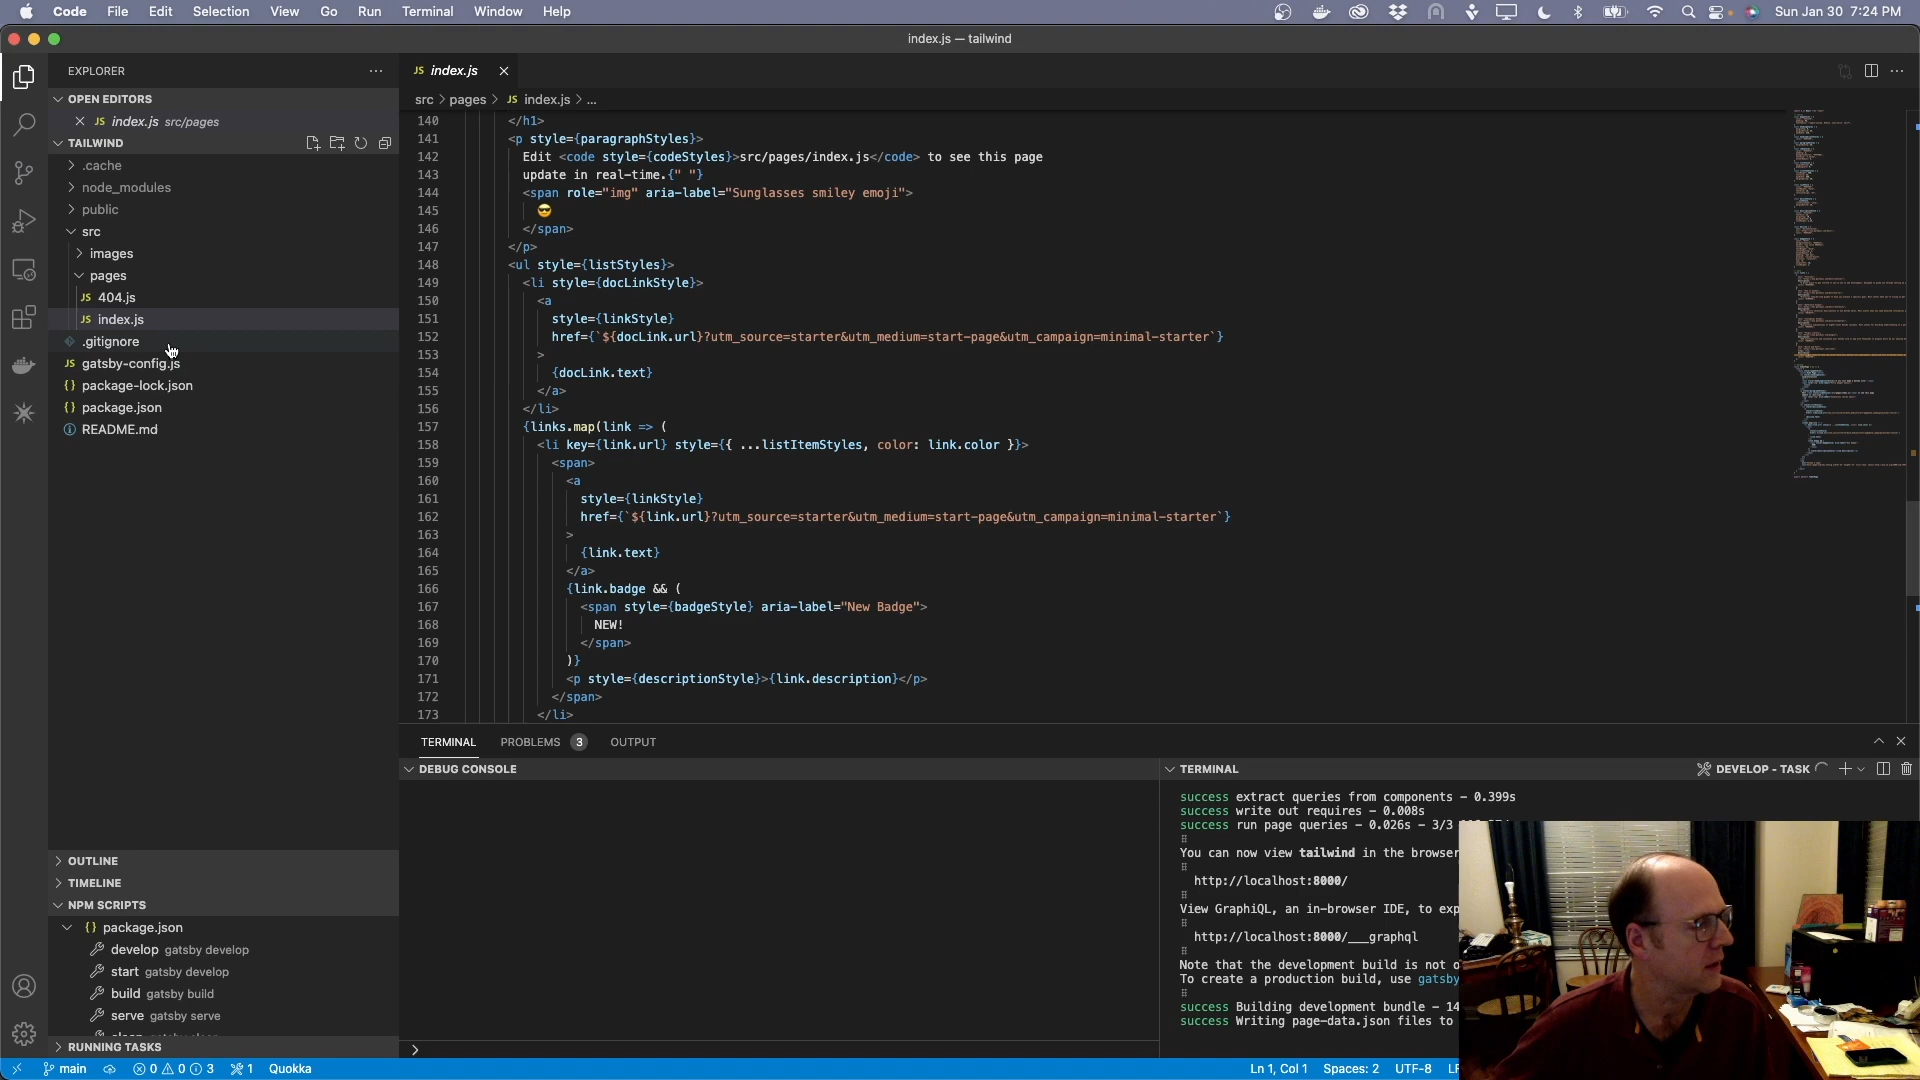 Code File Edit Selection View Go Run Terminal Window Help
Sun Jan 30 7:24 PM
index.js — tailwind
EXPLORER
OPEN EDITORS
JS index.js src/pages
TAILWIND
.cache
node_modules
public
src
images
pages
JS 404.js
JS index.js
.gitignore
JS gatsby-config.js
{} package-lock.json
{} package.json
README.md
OUTLINE
TIMELINE
NPM SCRIPTS
{} package.json
develop gatsby develop
start gatsby develop
build gatsby build
serve gatsby serve
RUNNING TASKS
JS index.js
src > pages > JS index.js > ...
140 </h1>
141 <p style={paragraphStyles}>
142 Edit <code style={codeStyles}>src/pages/index.js</code> to see this page
143 update in real-time.{" "}
144 <span role="img" aria-label="Sunglasses smiley emoji">
145 😎
146 </span>
147 </p>
148 <ul style={listStyles}>
149 <li style={docLinkStyle}>
150 <a
151 style={linkStyle}
152 href={`${docLink.url}?utm_source=starter&utm_medium=start-page&utm_campaign=minimal-starter`}
153 >
154 {docLink.text}
155 </a>
156 </li>
157 {links.map(link => (
158 <li key={link.url} style={{ ...listItemStyles, color: link.color }}>
159 <span>
160 <a
161 style={linkStyle}
162 href={`${link.url}?utm_source=starter&utm_medium=start-page&utm_campaign=minimal-starter`}
163 >
164 {link.text}
165 </a>
166 {link.badge && (
167 <span style={badgeStyle} aria-label="New Badge">
168 NEW!
169 </span>
170 )}
171 <p style={descriptionStyle}>{link.description}</p>
172 </span>
173 </li>
TERMINAL PROBLEMS 3 OUTPUT
DEBUG CONSOLE
TERMINAL
DEVELOP - TASK
success extract queries from components - 0.399s
success write out requires - 0.008s
success run page queries - 0.026s - 3/3
You can now view tailwind in the browser
http://localhost:8000/
View GraphiQL, an in-browser IDE, to exp
http://localhost:8000/___graphql
Note that the development build is not o
To create a production build, use gatsby
success Building development bundle - 14
success Writing page-data.json files to
main 0 0 3 1 Quokka
Ln 1, Col 1 Spaces: 2 UTF-8 LF